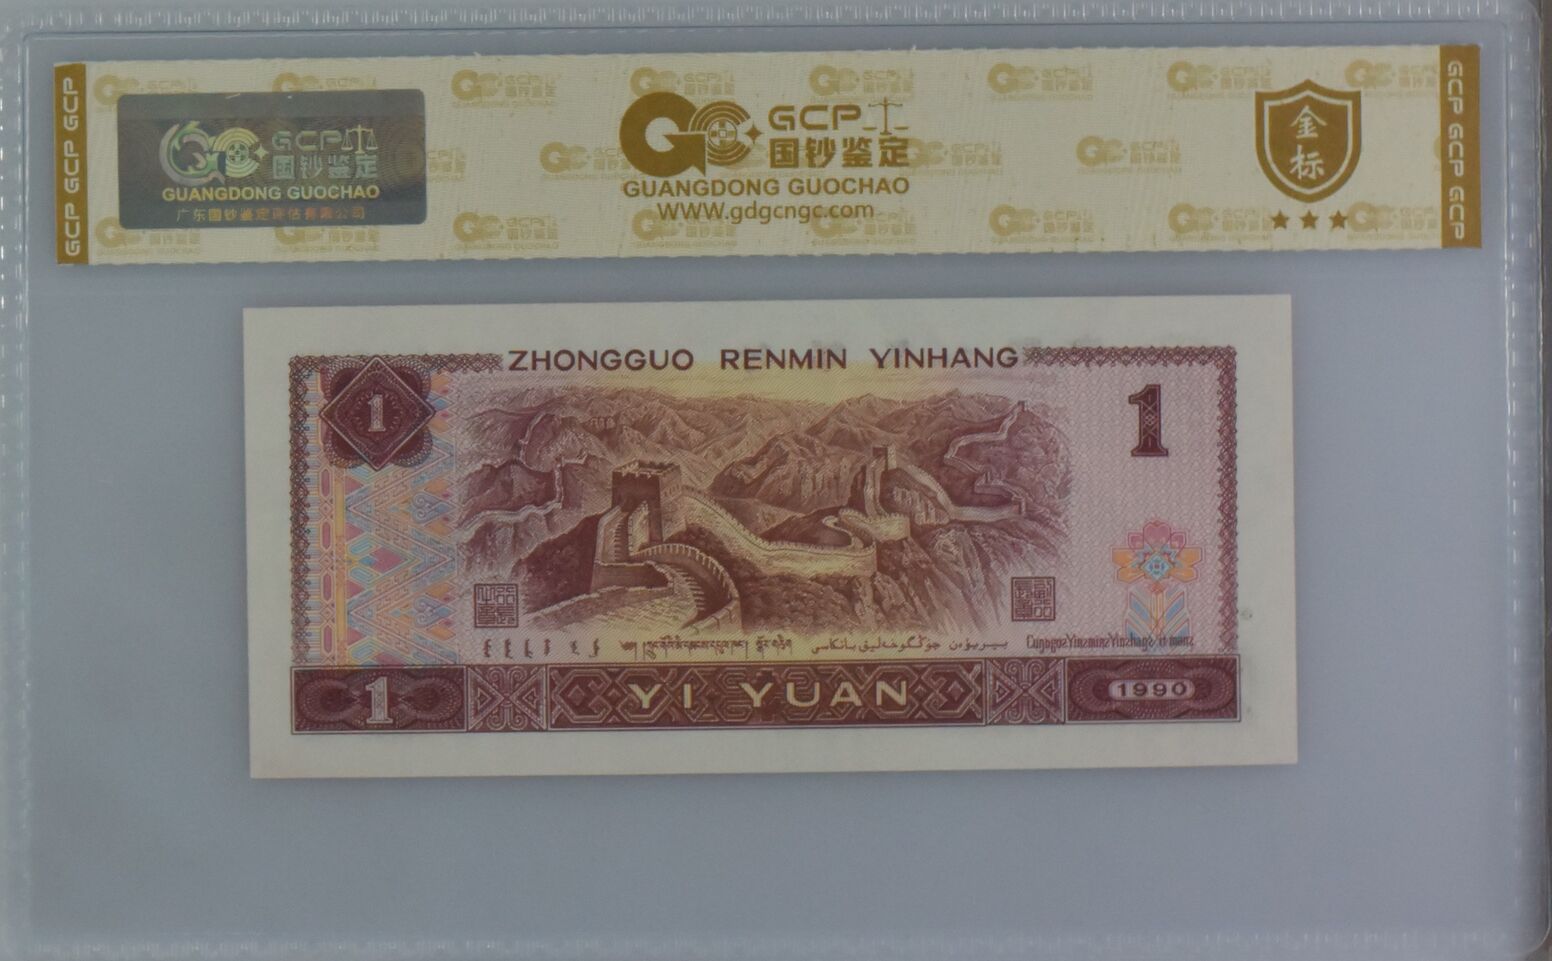 GCP GCP GCP
GCP
国钞鉴定
GUANGDONG GUOCHAO
广东国钞鉴定评估有限公司
GCP
国钞鉴定
GUANGDONG GUOCHAO
WWW.gdgcngc.com
金
标
GCP GCP GCP
ZHONGGUO RENMIN YINHANG
1
1
1
YI YUAN
1990